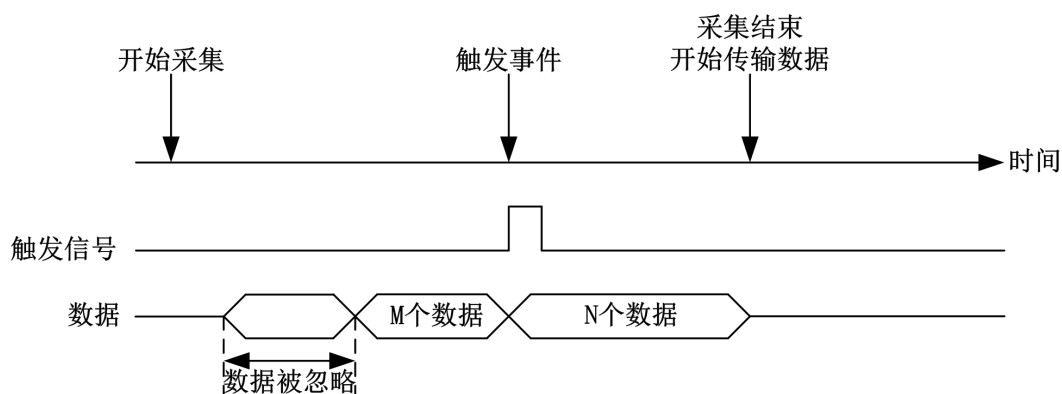 开始采集
触发事件
采集结束
开始传输数据
时间
触发信号
数据
M个数据
N个数据
数据被忽略